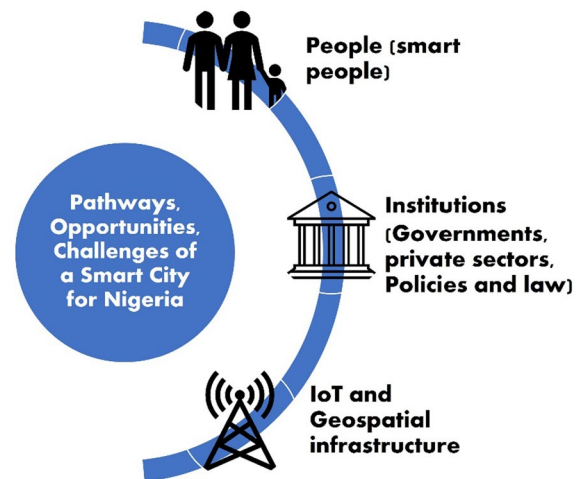 People (smart
people)
Pathways,
Opportunities,
Challenges of
a Smart City
for Nigeria
Institutions
(Governments,
private sectors,
Policies and law)
IoT and
Geospatial
infrastructure